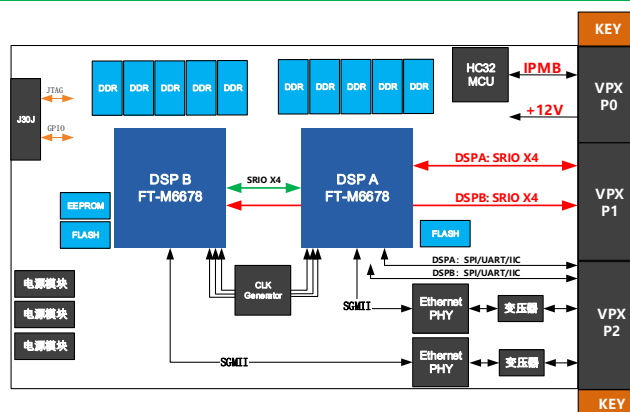 KEY
HC32
MCU
IPMB
VPX
P0
+12V
DDR
DDR
DDR
DDR
DDR
DDR
DDR
DDR
DDR
DDR
J30J
JTAG
GPIO
DSP B
FT-M6678
SRIO X4
DSP A
FT-M6678
DSPA: SRIO X4
DSPB: SRIO X4
VPX
P1
EEPROM
FLASH
FLASH
DSPA: SPI/UART/IIC
DSPB: SPI/UART/IIC
CLK
Generator
电源模块
电源模块
电源模块
SGMII
Ethernet
PHY
变压器
VPX
P2
SGMII
Ethernet
PHY
变压器
KEY